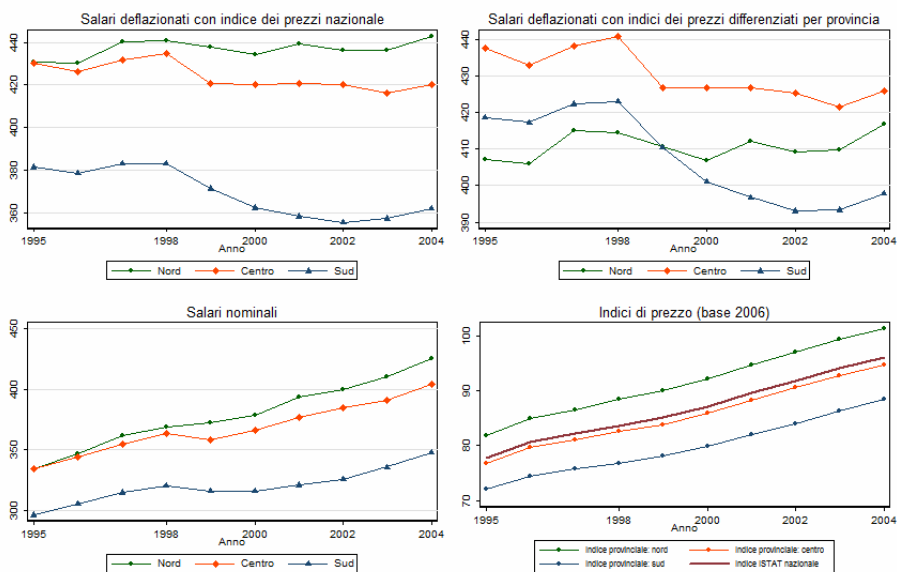 Salari deflazionati con indice dei prezzi nazionale
440
420
400
380
360
1995
1998
2000
2002
2004
Anno
Nord
Centro
Sud
Salari deflazionati con indici dei prezzi differenziati per provincia
440
430
420
410
400
390
1995
1998
2000
2002
2004
Anno
Nord
Centro
Sud
Salari nominali
450
400
350
300
1995
1998
2000
2002
2004
Anno
Nord
Centro
Sud
Indici di prezzo (base 2006)
100
90
80
70
1995
1998
2000
2002
2004
Anno
Indice provinciale: nord
Indice provinciale: centro
Indice provinciale: sud
Indice ISTAT nazionale